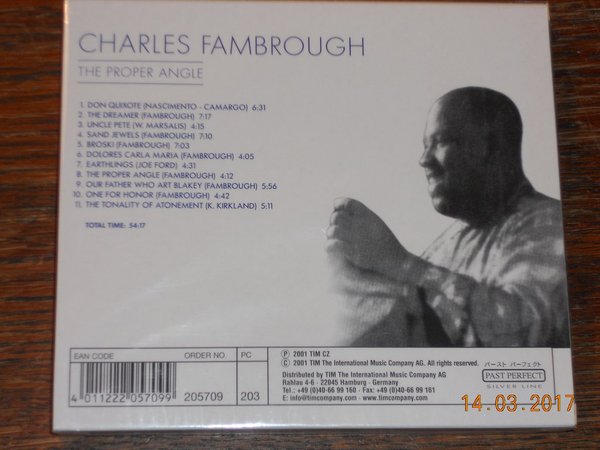 CHARLES FAMBROUGH
THE PROPER ANGLE
1. DON QUIXOTE (NASCIMENTO - CAMARGO) 6:31
2. THE DREAMER (FAMBROUGH) 7:17
3. UNCLE PETE (W. MARSALIS) 4:15
4. SAND JEWELS (FAMBROUGH) 7:10
5. BROSKI (FAMBROUGH) 7:03
6. DOLORES CARLA MARIA (FAMBROUGH) 4:05
7. EARTHLINGS (JOE FORD) 4:31
8. THE PROPER ANGLE (FAMBROUGH) 4:12
9. OUR FATHER WHO ART BLAKEY (FAMBROUGH) 5:56
10. ONE FOR HONOR (FAMBROUGH) 4:42
11. THE TONALITY OF ATONEMENT (K. KIRKLAND) 5:11
TOTAL TIME: 54:17
EAN CODE
ORDER NO.
PC
4 011222 057099
205709
203
Ⓟ 2001 TIM CZ
© 2001 TIM The International Music Company AG. All rights reserved.
Distributed by TIM The International Music Company AG
Rahlau 4-6 - 22045 Hamburg - Germany
Tel.: +49 (0)40-66 99 160 - Fax: +49 (0)40-66 99 161
E: info@timcompany.com - www.timcompany.com
パースト パーフェクト
PAST PERFECT
SILVER LINE
14.03.2017